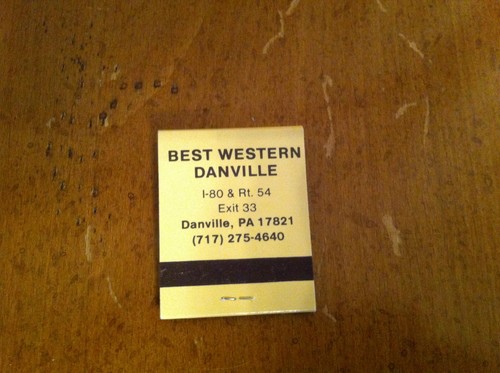 BEST WESTERN
DANVILLE
I-80 & Rt. 54
Exit 33
Danville, PA 17821
(717) 275-4640